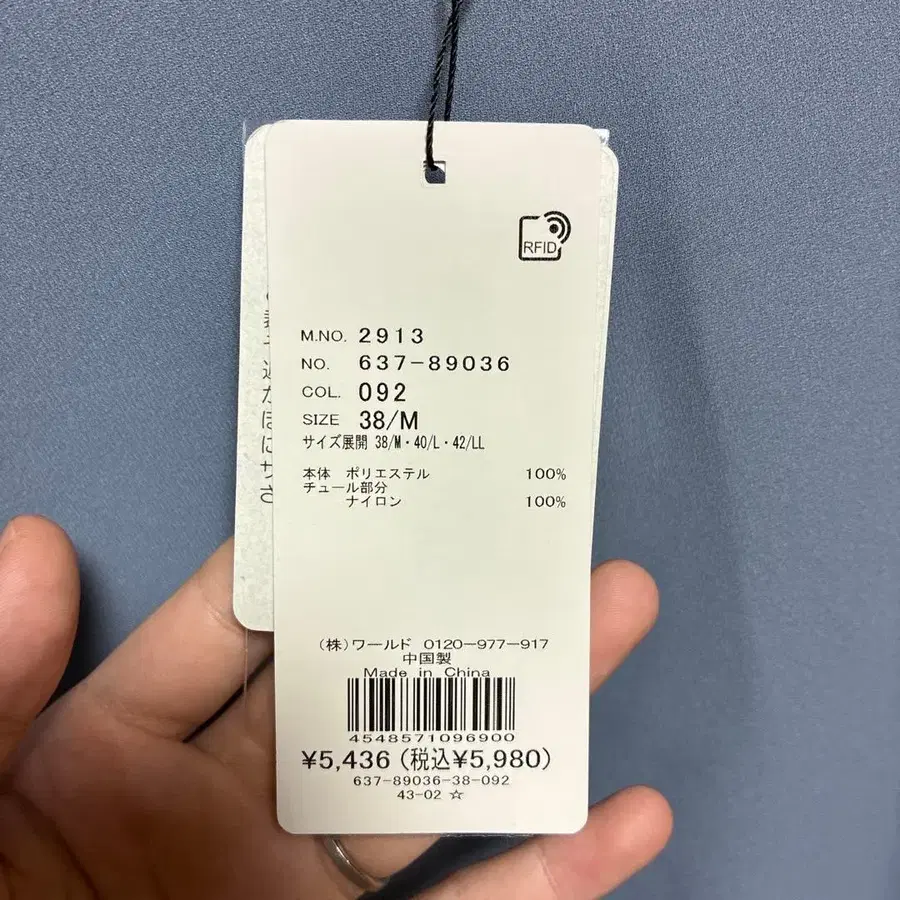 RFID
M.NO. 2913
NO. 637-89036
COL. 092
SIZE 38/M
サイズ展開 38/M・40/L・42/LL
本体 ポリエステル 100%
チュール部分
ナイロン 100%
(株)ワールド 0120-977-917
中国製
Made in China
4548571096900
¥5,436 (税込¥5,980)
637-89036-38-092
43-02 ☆